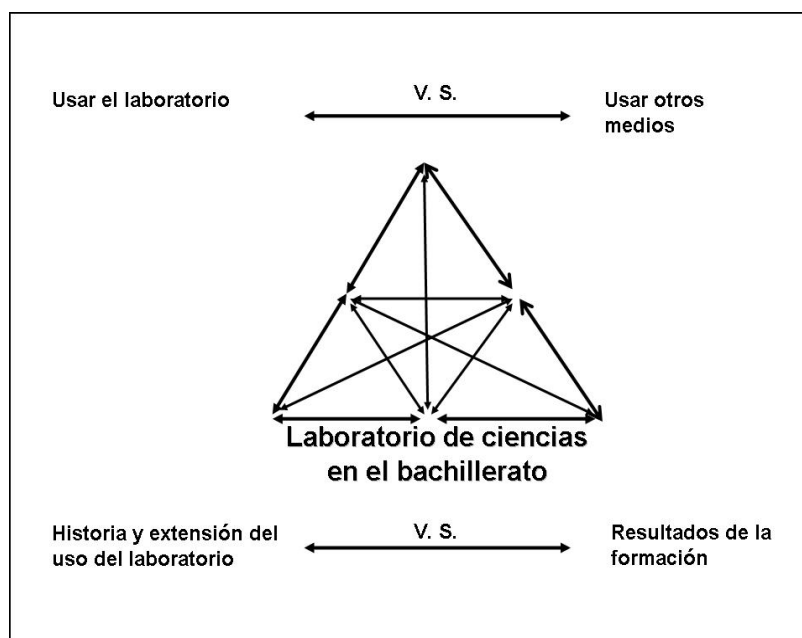 Usar el laboratorio
V. S.
Usar otros
medios
Laboratorio de ciencias
en el bachillerato
Historia y extensión del
uso del laboratorio
V. S.
Resultados de la
formación